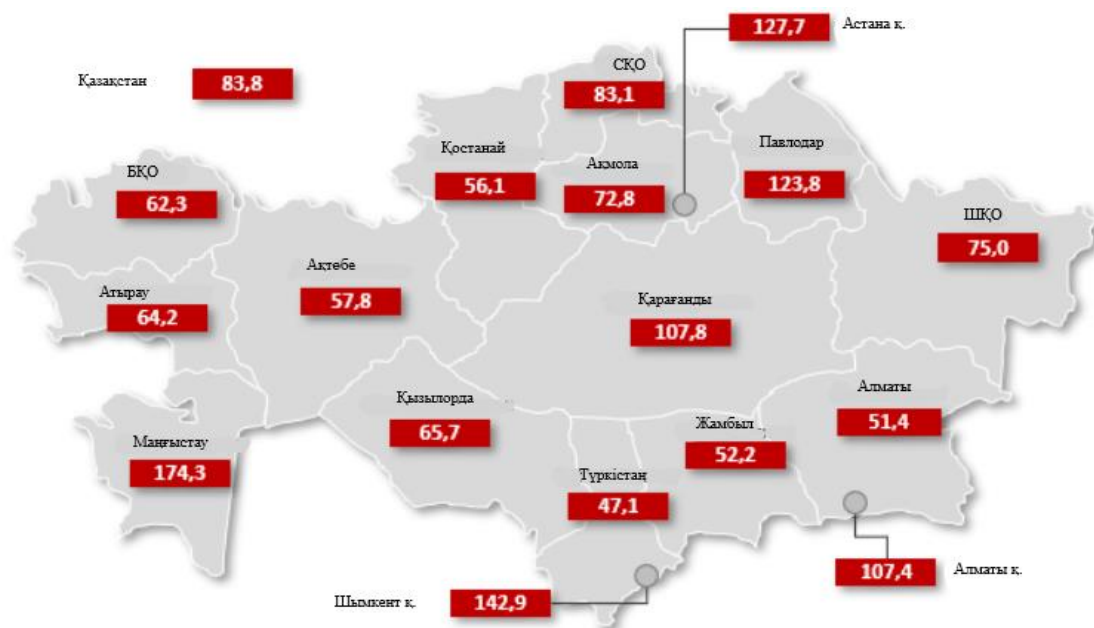 127,7
Астана қ.
Қазақстан
83,8
СҚО
83,1
Қостанай
56,1
Ақмола
72,8
Павлодар
123,8
БҚО
62,3
ШҚО
75,0
Ақтөбе
57,8
Атырау
64,2
Қарағанды
107,8
Қызылорда
65,7
Алматы
51,4
Жамбыл
52,2
Маңғыстау
174,3
Түркістан
47,1
107,4
Алматы қ.
Шымкент қ.
142,9